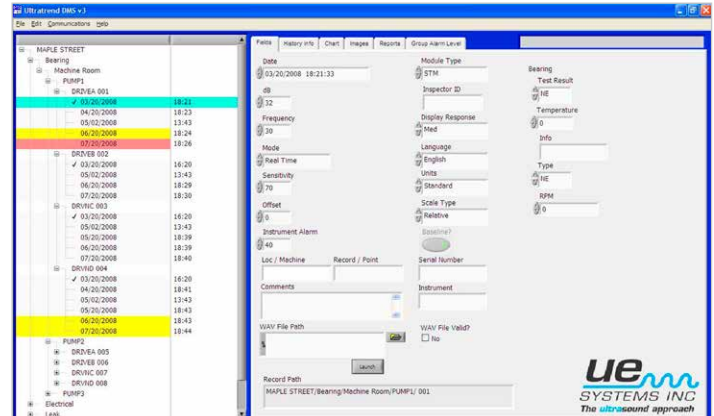 Ultratrend DMS v3
File Edit Communications Help
MAPLE STREET
Bearing
Machine Room
PUMP1
DRIVEA 001
✓ 03/20/2008 18:21
04/20/2008 18:23
05/02/2008 13:43
06/20/2008 18:24
07/20/2008 18:26
DRIVEB 002
✓ 03/20/2008 16:20
05/02/2008 13:43
06/20/2008 18:29
07/20/2008 18:30
DRVNC 003
✓ 03/20/2008 16:20
05/02/2008 13:43
05/20/2008 18:39
06/20/2008 18:39
07/20/2008 18:40
DRVND 004
✓ 03/20/2008 16:20
04/20/2008 18:41
05/02/2008 13:43
05/20/2008 18:43
06/20/2008 18:43
07/20/2008 18:44
PUMP2
DRIVEA 005
DRIVEB 006
DRVNC 007
DRVND 008
PUMP3
Electrical
Leak
Fields History Info Chart Images Reports Group Alarm Level
Date
03/20/2008 18:21:33
dB
32
Frequency
30
Mode
Real Time
Sensitivity
70
Offset
0
Instrument Alarm
40
Loc / Machine Record / Point
Comments
WAV File Path
Launch
Record Path
MAPLE STREET/Bearing/Machine Room/PUMP1/ 001
Module Type
STM
Inspector ID
Display Response
Med
Language
English
Units
Standard
Scale Type
Relative
Baseline?
Serial Number
Instrument
WAV File Valid?
No
Bearing
Test Result
NE
Temperature
0
Info
Type
NE
RPM
0
ue
SYSTEMS INC
The ultrasound approach